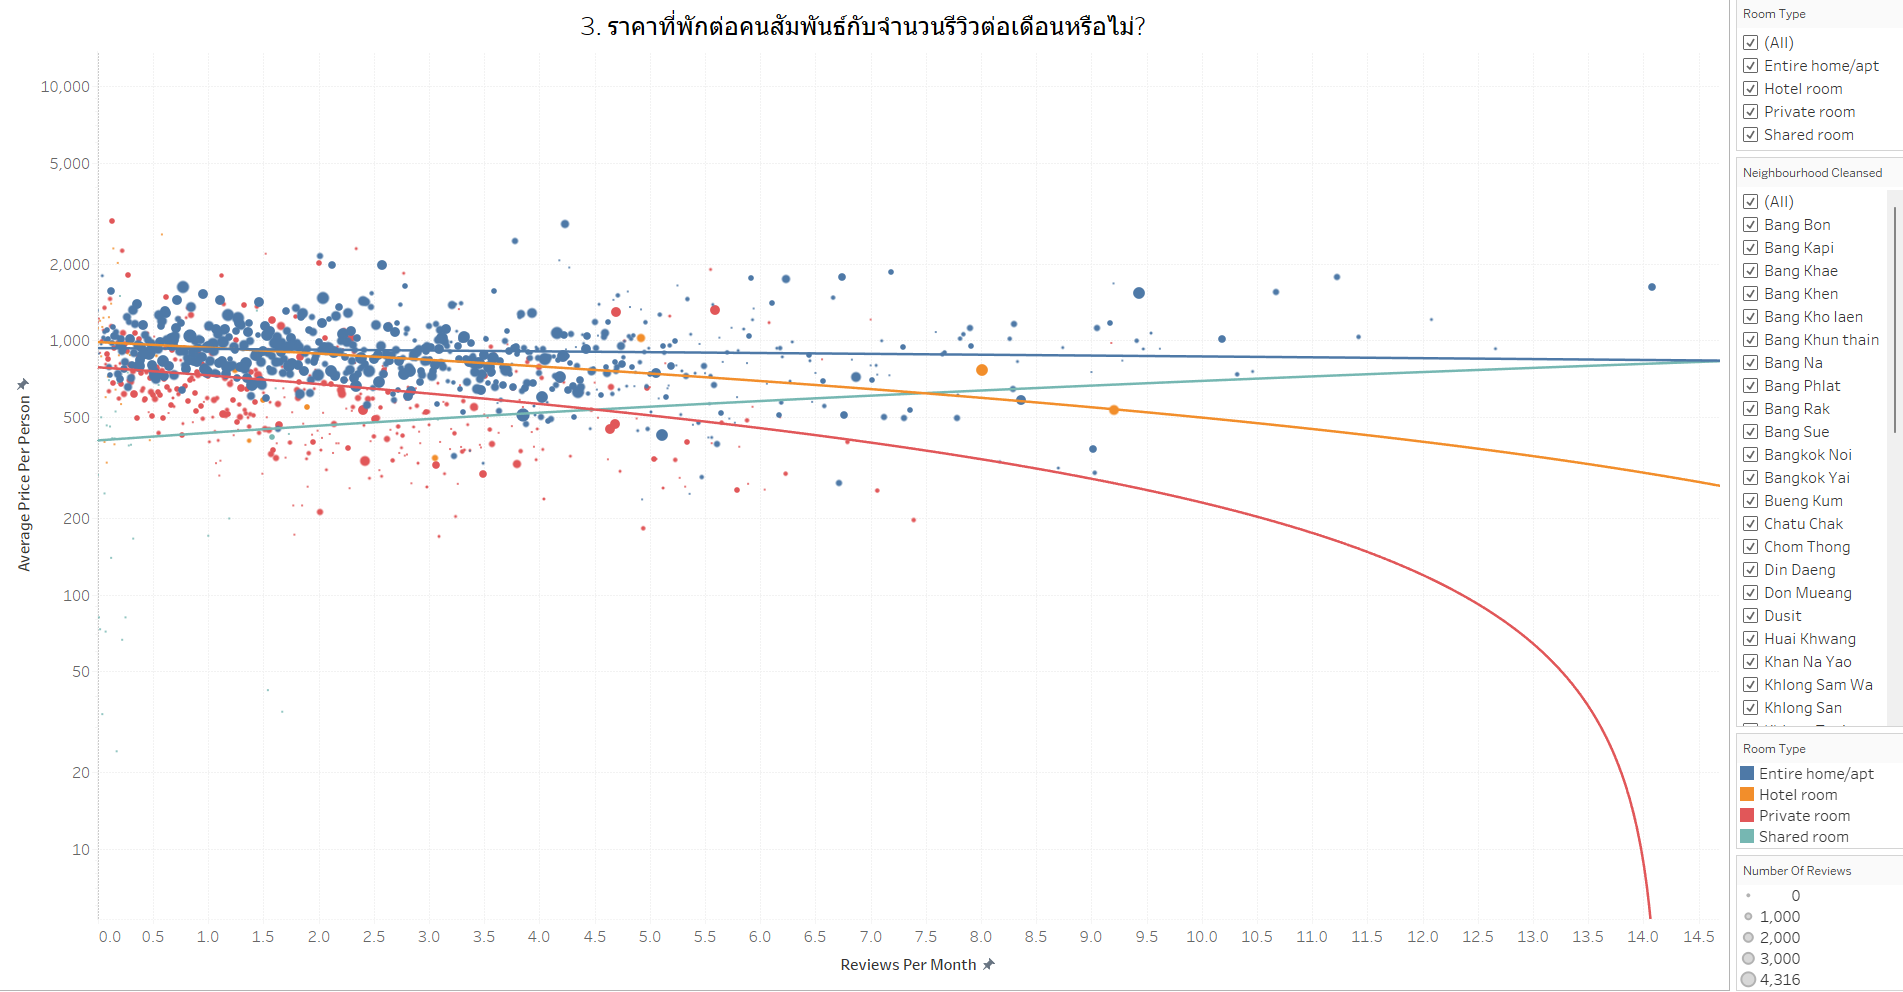 3. ราคาที่พักต่อคนสัมพันธ์กับจำนวนรีวิวต่อเดือนหรือไม่?
10,000
5,000
2,000
1,000
500
200
100
50
20
10
Average Price Per Person
0.0 0.5 1.0 1.5 2.0 2.5 3.0 3.5 4.0 4.5 5.0 5.5 6.0 6.5 7.0 7.5 8.0 8.5 9.0 9.5 10.0 10.5 11.0 11.5 12.0 12.5 13.0 13.5 14.0 14.5
Reviews Per Month
Room Type
(All)
Entire home/apt
Hotel room
Private room
Shared room
Neighbourhood Cleansed
(All)
Bang Bon
Bang Kapi
Bang Khae
Bang Khen
Bang Kho laen
Bang Khun thain
Bang Na
Bang Phlat
Bang Rak
Bang Sue
Bangkok Noi
Bangkok Yai
Bueng Kum
Chatu Chak
Chom Thong
Din Daeng
Don Mueang
Dusit
Huai Khwang
Khan Na Yao
Khlong Sam Wa
Khlong San
Room Type
Entire home/apt
Hotel room
Private room
Shared room
Number Of Reviews
0
1,000
2,000
3,000
4,316